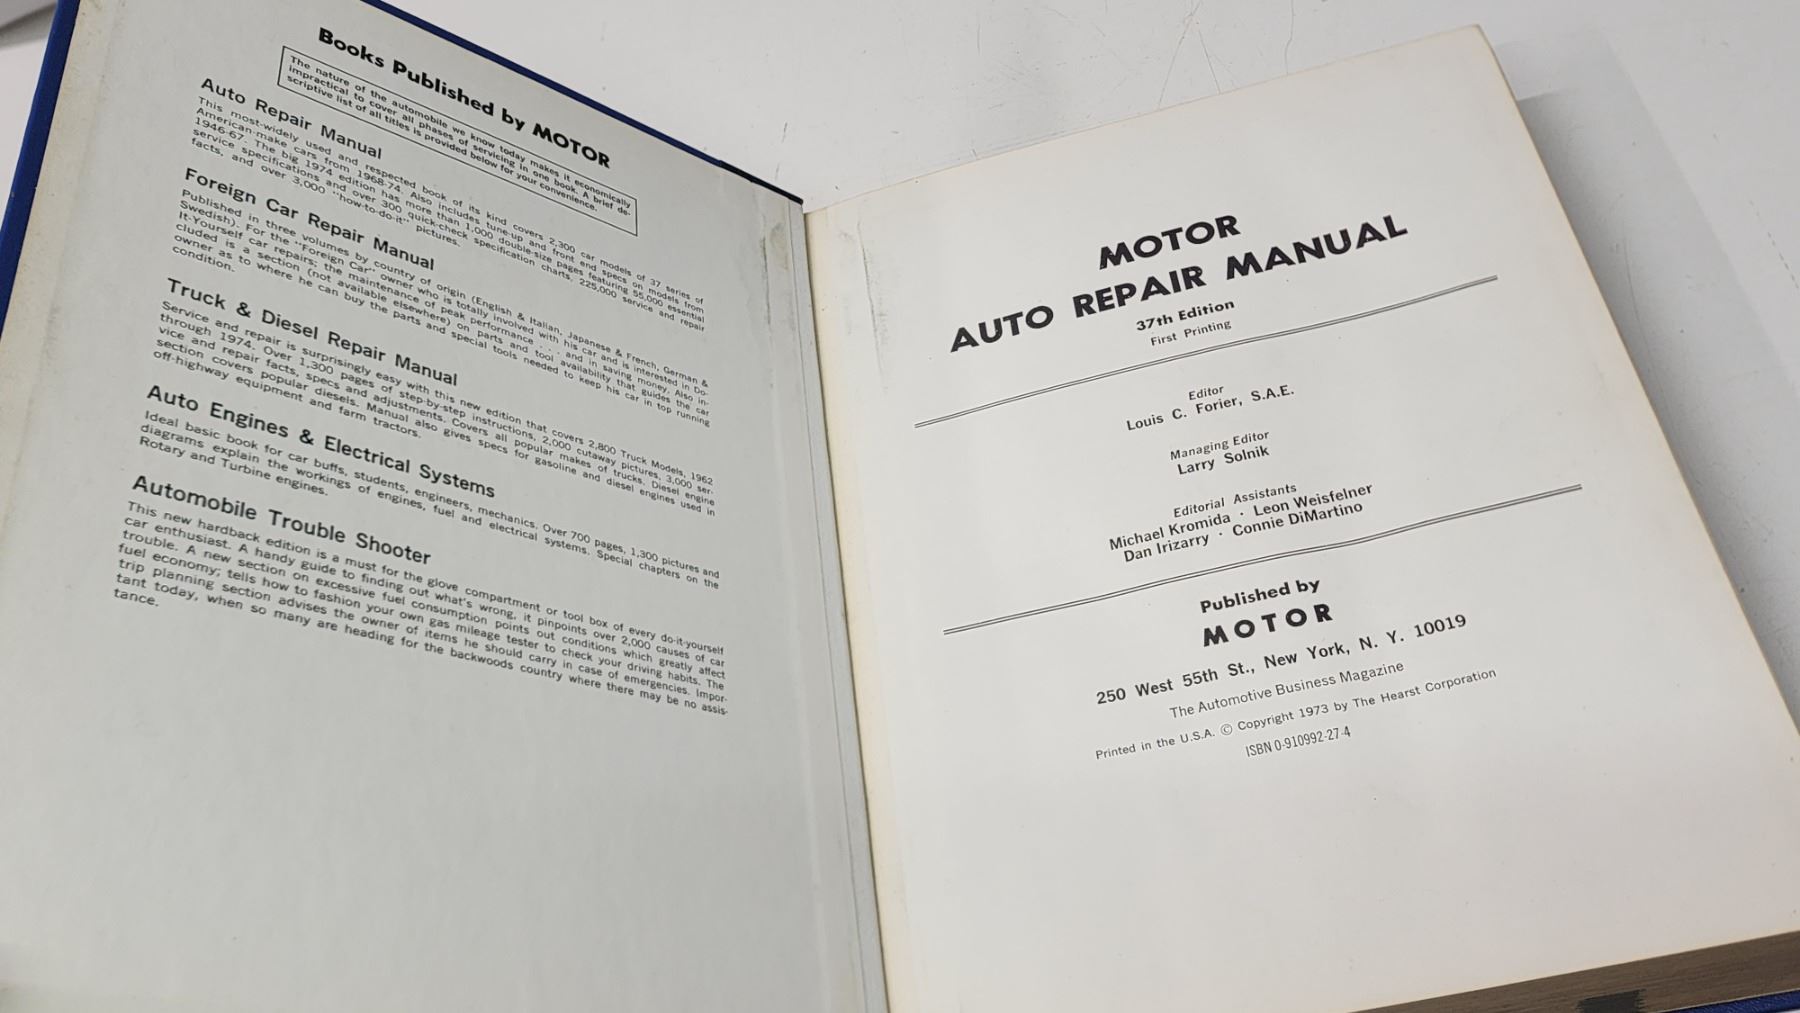 Books Published by MOTOR
The nature of the automobile we know today makes it economically
impractical to cover all phases of servicing in one book. A brief de-
scriptive list of all titles is provided below for your convenience.
Auto Repair Manual
This most-widely used and respected book of its kind covers 2,300 car models of 37 series of
American-make cars from 1968-74. Also includes tune-up and front end specs on models from
1946-67. The big 1974 edition has more than 1,000 double-size pages featuring 55,000 essential
service specifications and over 300 quick-check specification charts, 225,000 service and repair
facts, and over 3,000 "how-to-do-it" pictures.
Foreign Car Repair Manual
Published in three volumes by country of origin (English & Italian, Japanese & French, German &
Swedish). For the "Foreign Car" owner who is totally involved with his car and is interested in Do-
It-Yourself car repairs; the maintenance of peak performance . . . and in saving money. Also in-
cluded is a section (not available elsewhere) on parts and tool availability that guides the car
owner as to where he can buy the parts and special tools needed to keep his car in top running
condition.
Truck & Diesel Repair Manual
Service and repair is surprisingly easy with this new edition that covers 2,800 Truck Models, 1962
through 1974. Over 1,300 pages of step-by-step instructions, 2,000 cutaway pictures, 3,000 ser-
vice and repair facts, specs and adjustments. Covers all popular makes of trucks. Diesel engine
section covers popular diesels. Manual also gives specs for gasoline and diesel engines used in
off-highway equipment and farm tractors.
Auto Engines & Electrical Systems
Ideal basic book for car buffs, students, engineers, mechanics. Over 700 pages, 1,300 pictures and
diagrams explain the workings of engines, fuel and electrical systems. Special chapters on the
Rotary and Turbine engines.
Automobile Trouble Shooter
This new hardback edition is a must for the glove compartment or tool box of every do-it-yourself
car enthusiast. A handy guide to finding out what's wrong, it pinpoints over 2,000 causes of car
trouble. A new section on excessive fuel consumption points out conditions which greatly affect
fuel economy; tells how to fashion your own gas mileage tester to check your driving habits. The
trip planning section advises the owner of items he should carry in case of emergencies. Impor-
tant today, when so many are heading for the backwoods country where there may be no assis-
tance.
MOTOR
AUTO REPAIR MANUAL
37th Edition
First Printing
Editor
Louis C. Forier, S.A.E.
Managing Editor
Larry Solnik
Editorial Assistants
Michael Kromida · Leon Weisfelner
Dan Irizarry · Connie DiMartino
Published by
MOTOR
250 West 55th St., New York, N. Y. 10019
The Automotive Business Magazine
Printed in the U.S.A. © Copyright 1973 by The Hearst Corporation
ISBN 0-910992-27-4